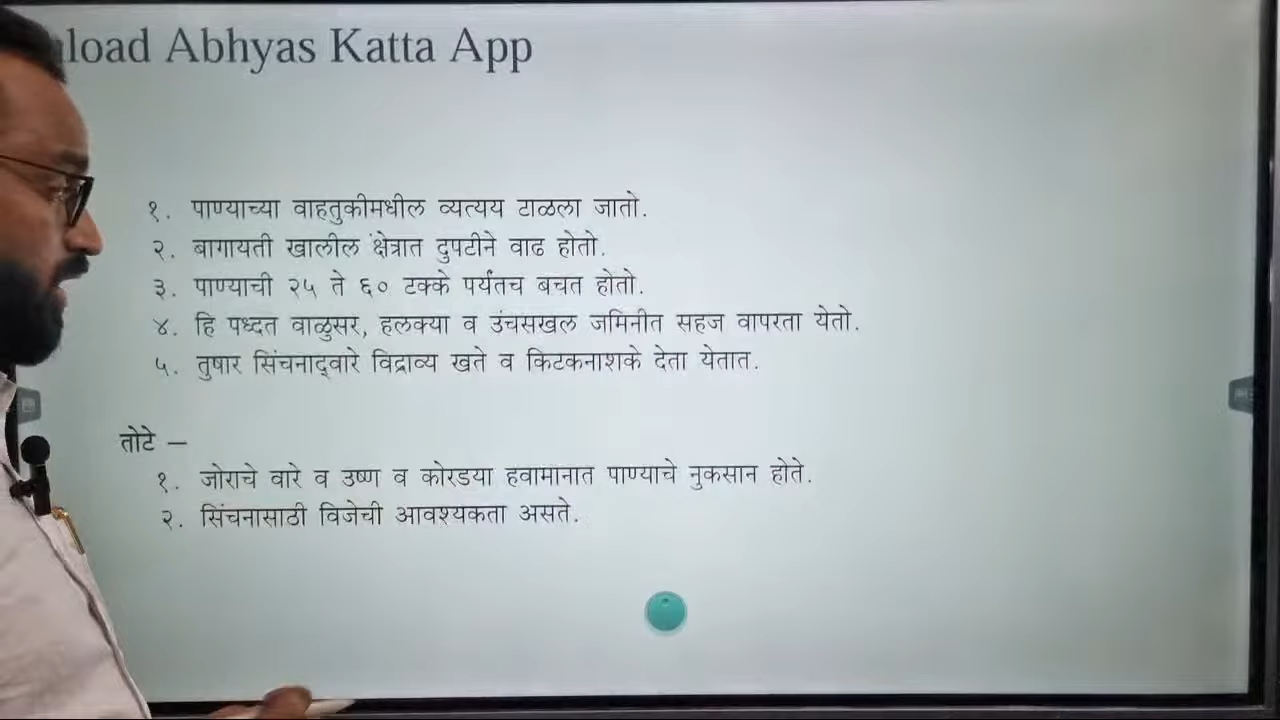 Abhyas Katta App
१. पाण्याच्या वाहतुकीमधील व्यत्यय टाळला जातो.
२. बागायती खालील क्षेत्रात दुपटीने वाढ होतो.
३. पाण्याची २५ ते ६० टक्के पर्यंतच बचत होतो.
४. हि पध्दत वाळुसर, हलक्या व उंचसखल जमिनीत सहज वापरता येतो.
५. तुषार सिंचनाद्वारे विद्राव्य खते व किटकनाशके देता येतात.
तोटे –
१. जोराचे वारे व उष्ण व कोरडया हवामानात पाण्याचे नुकसान होते.
२. सिंचनासाठी विजेची आवश्यकता असते.